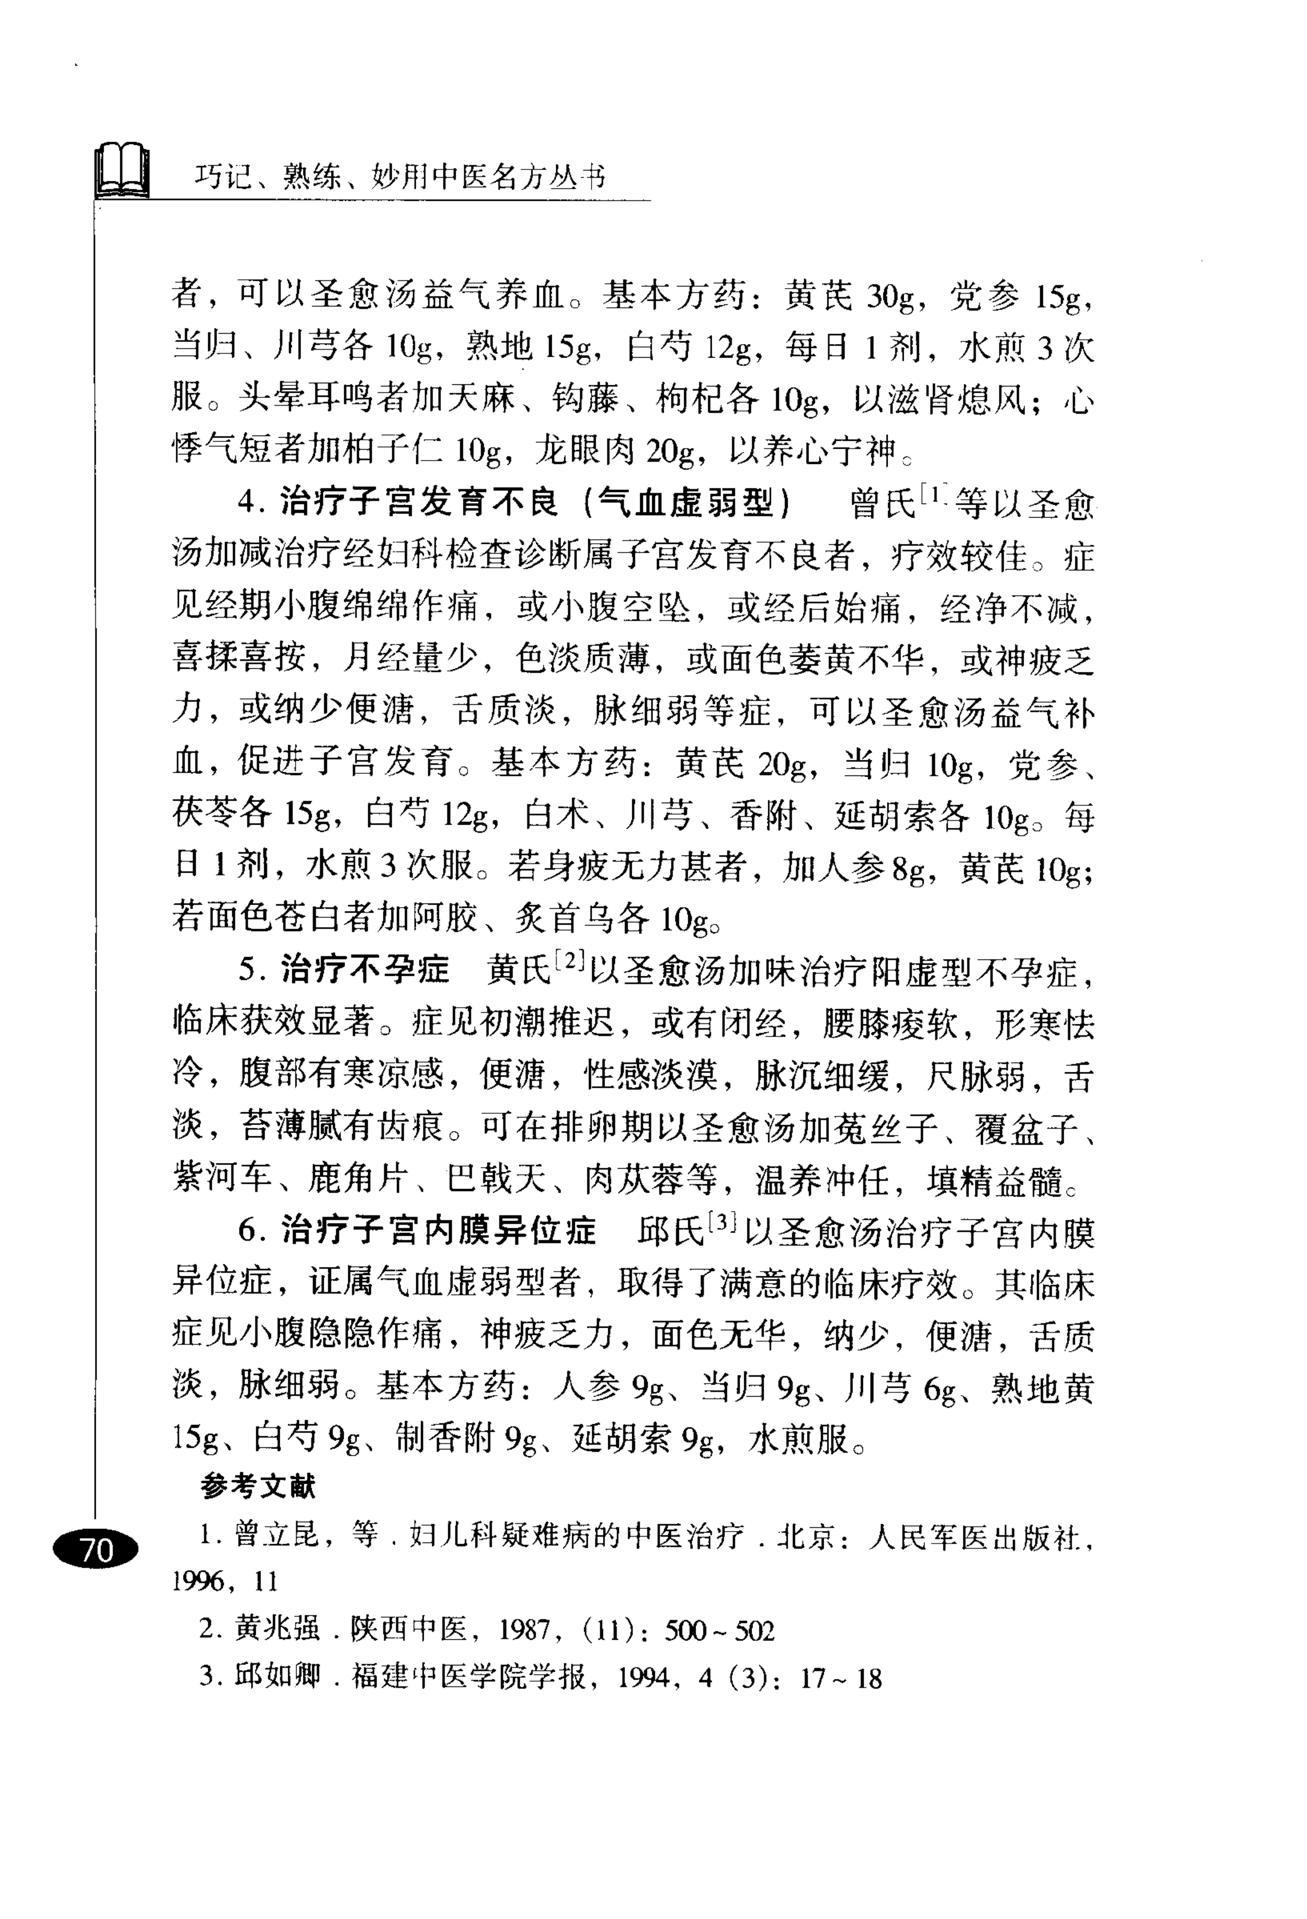 巧记、熟练、妙用中医名方丛书
者，可以圣愈汤益气养血。基本方药：黄芪 30g，党参 15g，
当归、川芎各 10g，熟地 15g，白芍 12g，每日 1 剂，水煎 3 次
服。头晕耳鸣者加天麻、钩藤、枸杞各 10g，以滋肾熄风；心
悸气短者加柏子仁 10g，龙眼肉 20g，以养心宁神。
4. 治疗子宫发育不良（气血虚弱型） 曾氏[1]等以圣愈
汤加减治疗经妇科检查诊断属子宫发育不良者，疗效较佳。症
见经期小腹绵绵作痛，或小腹空坠，或经后始痛，经净不减，
喜揉喜按，月经量少，色淡质薄，或面色萎黄不华，或神疲乏
力，或纳少便溏，舌质淡，脉细弱等症，可以圣愈汤益气补
血，促进子宫发育。基本方药：黄芪 20g，当归 10g，党参、
茯苓各 15g，白芍 12g，白术、川芎、香附、延胡索各 10g。每
日 1 剂，水煎 3 次服。若身疲无力甚者，加人参 8g，黄芪 10g；
若面色苍白者加阿胶、炙首乌各 10g。
5. 治疗不孕症 黄氏[2]以圣愈汤加味治疗阳虚型不孕症，
临床获效显著。症见初潮推迟，或有闭经，腰膝痠软，形寒怯
冷，腹部有寒凉感，便溏，性感淡漠，脉沉细缓，尺脉弱，舌
淡，苔薄腻有齿痕。可在排卵期以圣愈汤加菟丝子、覆盆子、
紫河车、鹿角片、巴戟天、肉苁蓉等，温养冲任，填精益髓。
6. 治疗子宫内膜异位症 邱氏[3]以圣愈汤治疗子宫内膜
异位症，证属气血虚弱型者，取得了满意的临床疗效。其临床
症见小腹隐隐作痛，神疲乏力，面色无华，纳少，便溏，舌质
淡，脉细弱。基本方药：人参 9g、当归 9g、川芎 6g、熟地黄
15g、白芍 9g、制香附 9g、延胡索 9g，水煎服。
参考文献
1. 曾立昆，等．妇儿科疑难病的中医治疗．北京：人民军医出版社，
1996，11
2. 黄兆强．陕西中医，1987，(11)：500～502
3. 邱如卿．福建中医学院学报，1994，4 (3)：17～18
70